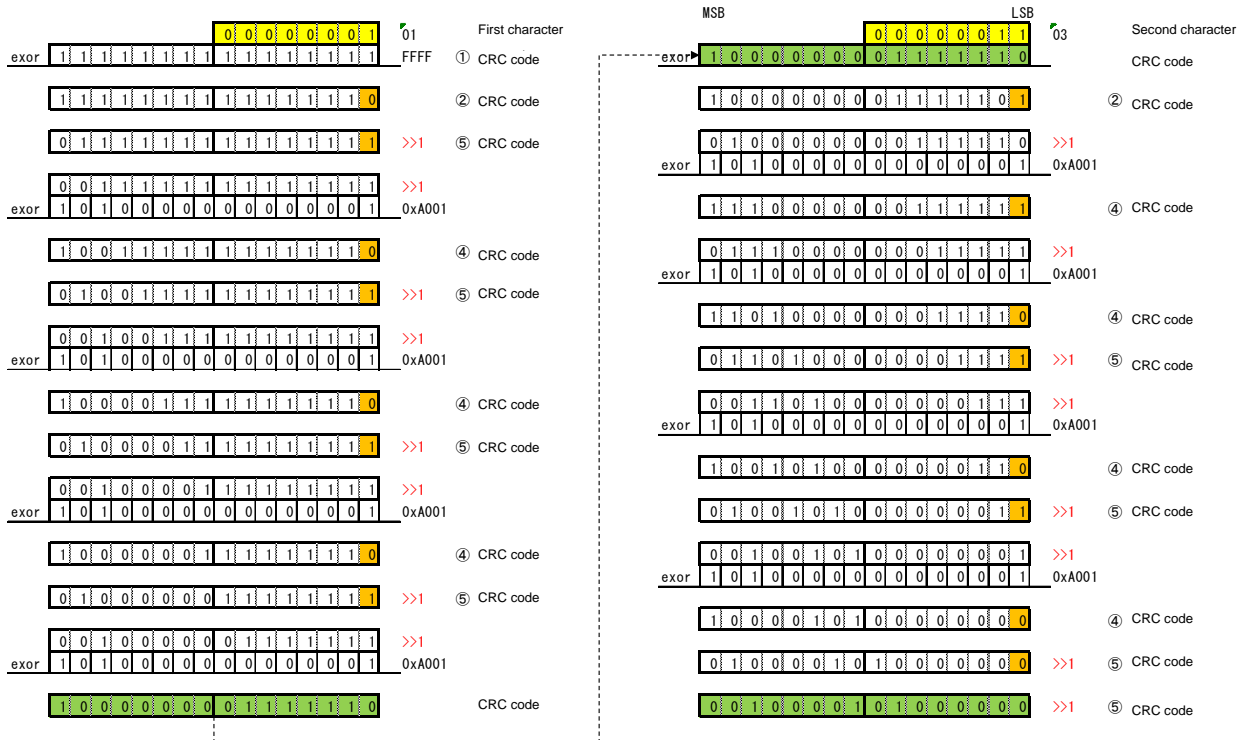 0 0 0 0 0 0 0 1 01 First character
exor 1 1 1 1 1 1 1 1 1 1 1 1 1 1 1 1 FFFF ① CRC code
1 1 1 1 1 1 1 1 1 1 1 1 1 1 1 0 ② CRC code
0 1 1 1 1 1 1 1 1 1 1 1 1 1 1 1 >>1 ⑤ CRC code
0 0 1 1 1 1 1 1 1 1 1 1 1 1 1 1 >>1
exor 1 0 1 0 0 0 0 0 0 0 0 0 0 0 0 1 0xA001
1 0 0 1 1 1 1 1 1 1 1 1 1 1 1 0 ④ CRC code
0 1 0 0 1 1 1 1 1 1 1 1 1 1 1 1 >>1 ⑤ CRC code
0 0 1 0 0 1 1 1 1 1 1 1 1 1 1 1 >>1
exor 1 0 1 0 0 0 0 0 0 0 0 0 0 0 0 1 0xA001
1 0 0 0 0 1 1 1 1 1 1 1 1 1 1 0 ④ CRC code
0 1 0 0 0 0 1 1 1 1 1 1 1 1 1 1 >>1 ⑤ CRC code
0 0 1 0 0 0 0 1 1 1 1 1 1 1 1 1 >>1
exor 1 0 1 0 0 0 0 0 0 0 0 0 0 0 0 1 0xA001
1 0 0 0 0 0 0 1 1 1 1 1 1 1 1 0 ④ CRC code
0 1 0 0 0 0 0 0 1 1 1 1 1 1 1 1 >>1 ⑤ CRC code
0 0 1 0 0 0 0 0 0 1 1 1 1 1 1 1 >>1
exor 1 0 1 0 0 0 0 0 0 0 0 0 0 0 0 1 0xA001
1 0 0 0 0 0 0 0 0 1 1 1 1 1 1 0 CRC code
MSB LSB
0 0 0 0 0 0 1 1 03 Second character
exor 1 0 0 0 0 0 0 0 0 1 1 1 1 1 1 0 CRC code
1 0 0 0 0 0 0 0 0 1 1 1 1 1 0 1 ② CRC code
0 1 0 0 0 0 0 0 0 0 1 1 1 1 1 0 >>1
exor 1 0 1 0 0 0 0 0 0 0 0 0 0 0 0 1 0xA001
1 1 1 0 0 0 0 0 0 0 1 1 1 1 1 1 ④ CRC code
0 1 1 1 0 0 0 0 0 0 0 1 1 1 1 1 >>1
exor 1 0 1 0 0 0 0 0 0 0 0 0 0 0 0 1 0xA001
1 1 0 1 0 0 0 0 0 0 0 1 1 1 1 0 ④ CRC code
0 1 1 0 1 0 0 0 0 0 0 0 1 1 1 1 >>1 ⑤ CRC code
0 0 1 1 0 1 0 0 0 0 0 0 0 1 1 1 >>1
exor 1 0 1 0 0 0 0 0 0 0 0 0 0 0 0 1 0xA001
1 0 0 1 0 1 0 0 0 0 0 0 0 1 1 0 ④ CRC code
0 1 0 0 1 0 1 0 0 0 0 0 0 0 1 1 >>1 ⑤ CRC code
0 0 1 0 0 1 0 1 0 0 0 0 0 0 0 1 >>1
exor 1 0 1 0 0 0 0 0 0 0 0 0 0 0 0 1 0xA001
1 0 0 0 0 1 0 1 0 0 0 0 0 0 0 0 ④ CRC code
0 1 0 0 0 0 1 0 1 0 0 0 0 0 0 0 >>1 ⑤ CRC code
0 0 1 0 0 0 0 1 0 1 0 0 0 0 0 0 >>1 ⑤ CRC code